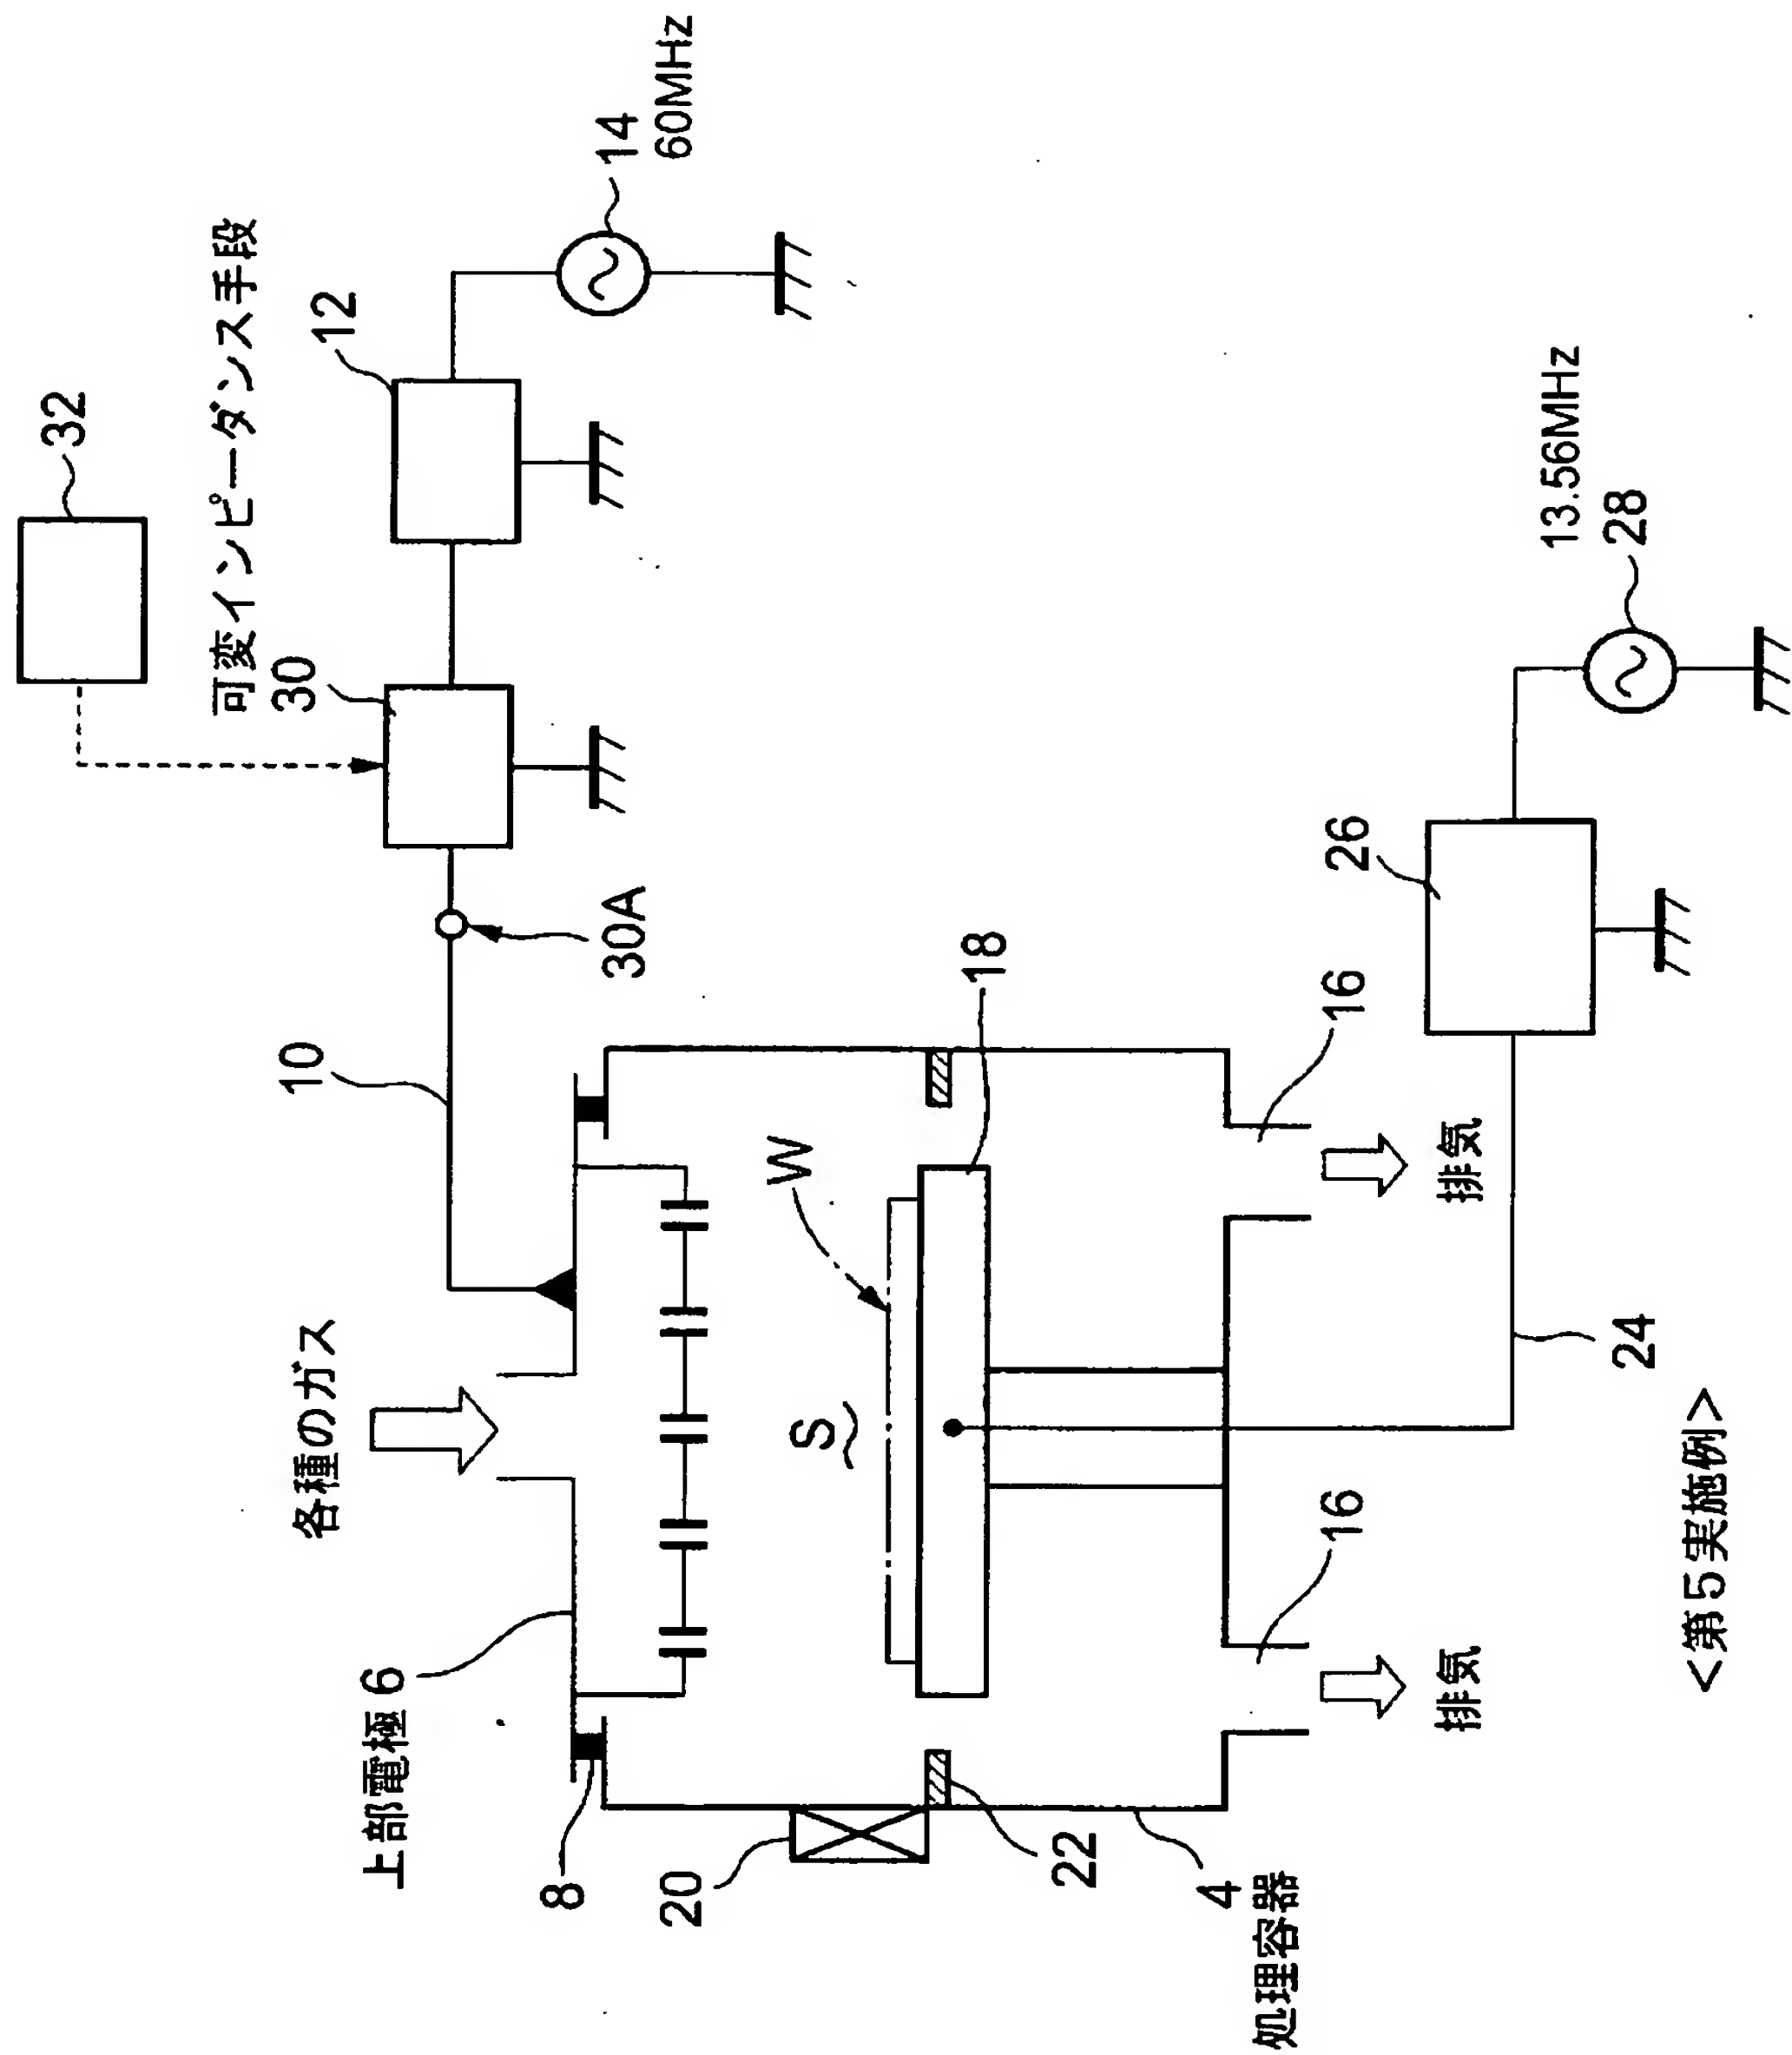 32
可変インピーダンス手段
30
12
14
60MHz
30A
10
各種のガス
上部電極 6
8
W
S
18
20
22
4
処理容器
16
排気
16
排気
26
24
13.56MHz
28
<第5実施例>